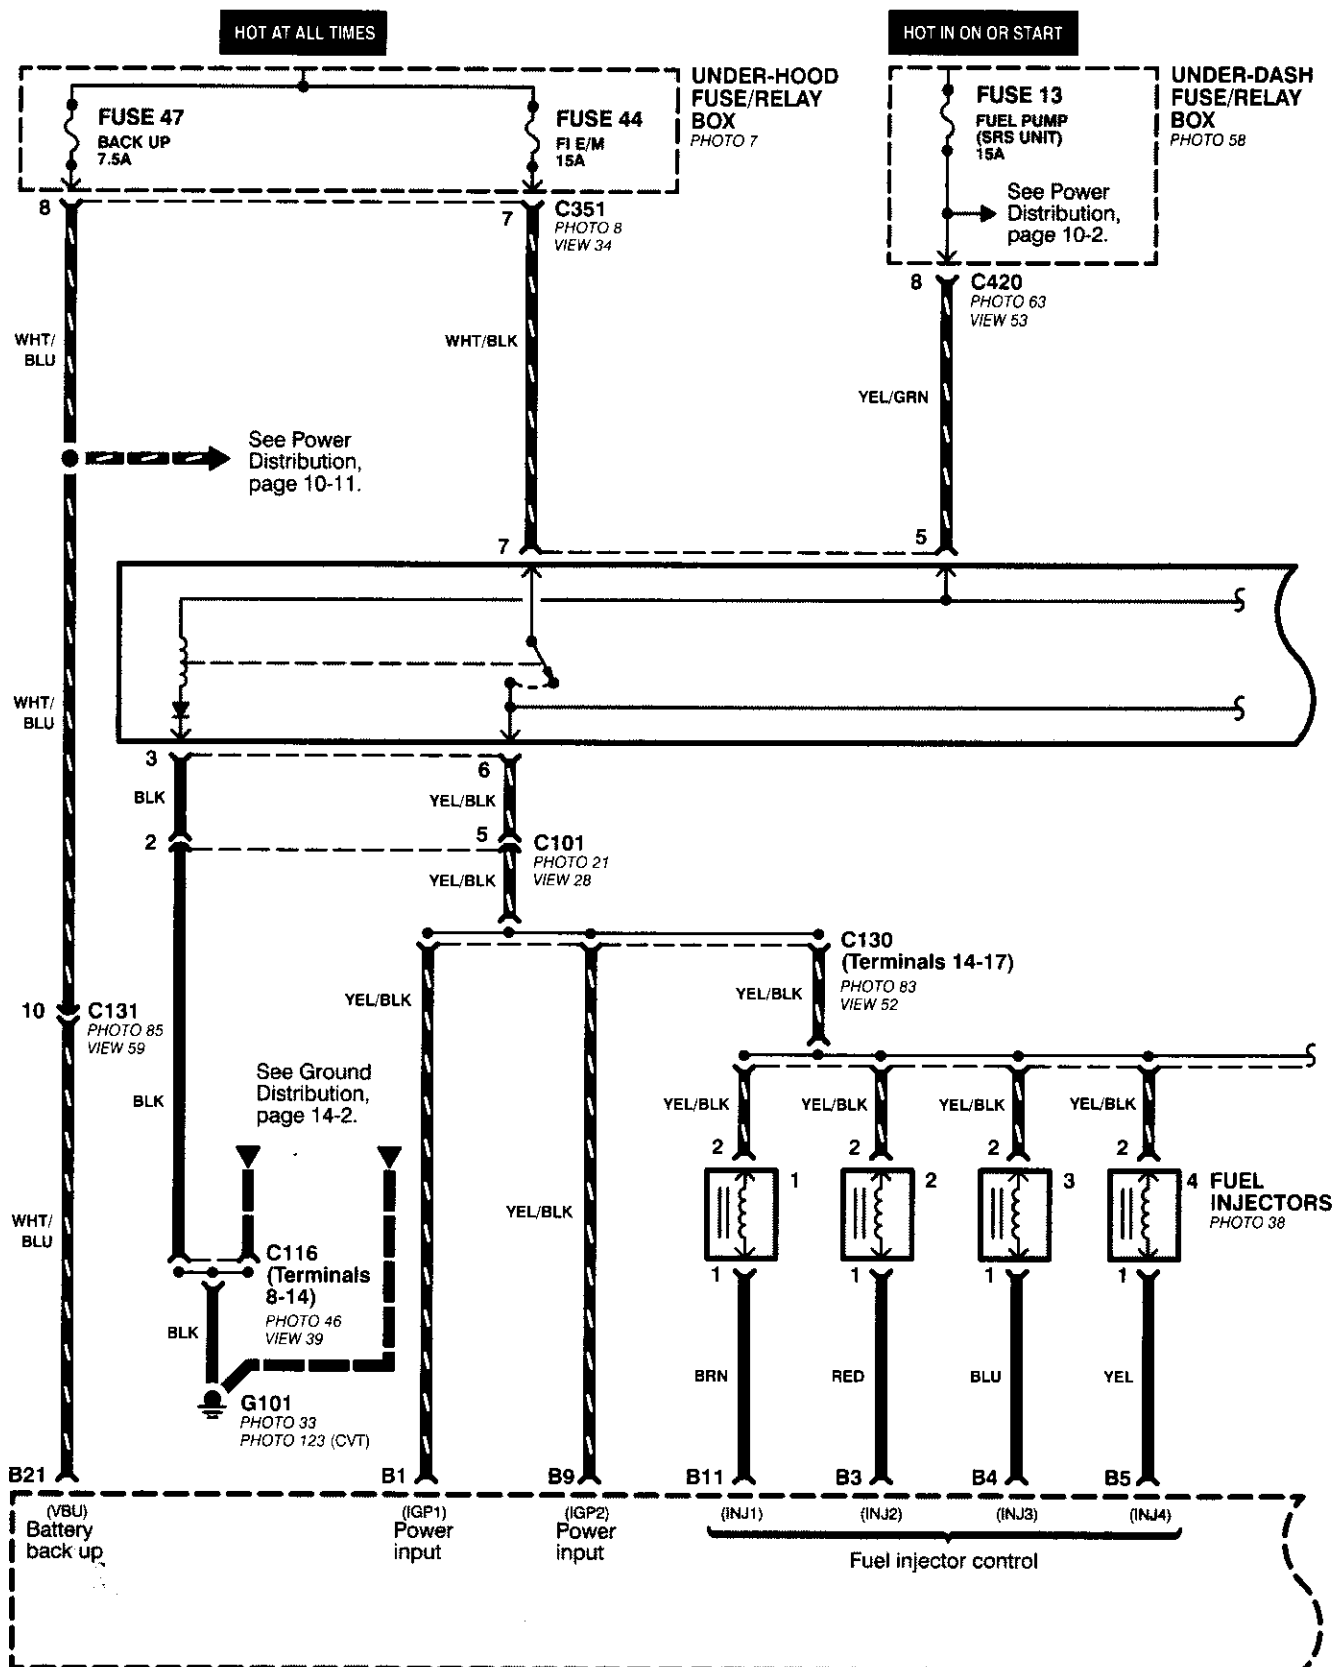 HOT AT ALL TIMES
HOT IN ON OR START
FUSE 47
BACK UP
7.5A
FUSE 44
FI E/M
15A
UNDER-HOOD
FUSE/RELAY
BOX
PHOTO 7
FUSE 13
FUEL PUMP
(SRS UNIT)
15A
See Power
Distribution,
page 10-2.
UNDER-DASH
FUSE/RELAY
BOX
PHOTO 58
8
7
C351
PHOTO 8
VIEW 34
8
C420
PHOTO 63
VIEW 53
WHT/
BLU
WHT/BLK
YEL/GRN
See Power
Distribution,
page 10-11.
7
5
WHT/
BLU
3
6
BLK
YEL/BLK
2
5
C101
PHOTO 21
VIEW 28
YEL/BLK
C130
(Terminals 14-17)
PHOTO 83
VIEW 52
YEL/BLK
YEL/BLK
10
C131
PHOTO 85
VIEW 59
See Ground
Distribution,
page 14-2.
BLK
YEL/BLK
YEL/BLK
YEL/BLK
YEL/BLK
2
2
2
2
1
2
3
4
FUEL
INJECTORS
PHOTO 38
WHT/
BLU
YEL/BLK
C116
(Terminals
8-14)
PHOTO 46
VIEW 39
1
1
1
1
BLK
BRN
RED
BLU
YEL
G101
PHOTO 33
PHOTO 123 (CVT)
B21
B1
B9
B11
B3
B4
B5
(VBU)
Battery
back up
(IGP1)
Power
input
(IGP2)
Power
input
(INJ1)
(INJ2)
(INJ3)
(INJ4)
Fuel injector control